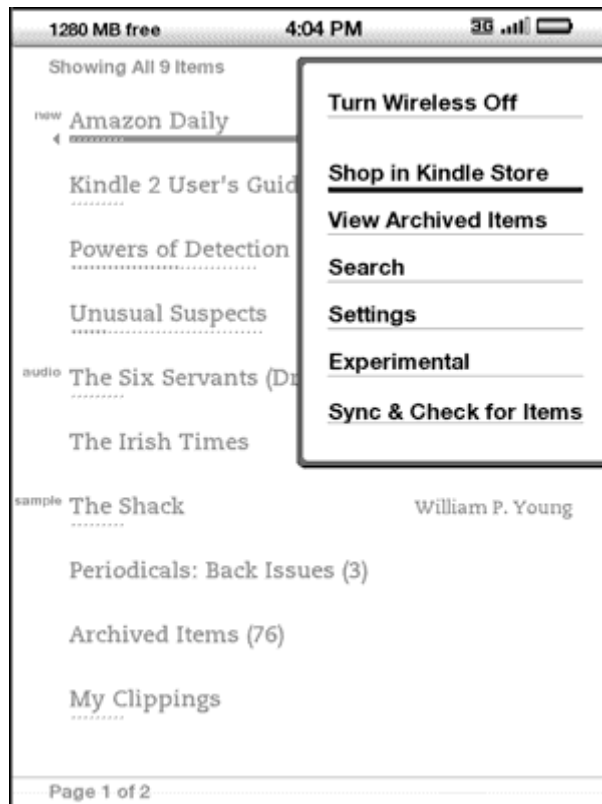 1280 MB free 4:04 PM 3G
Showing All 9 Items
new Amazon Daily
Kindle 2 User's Guid
Powers of Detection
Unusual Suspects
audio The Six Servants (Dr
The Irish Times
sample The Shack William P. Young
Periodicals: Back Issues (3)
Archived Items (76)
My Clippings
Page 1 of 2
Turn Wireless Off
Shop in Kindle Store
View Archived Items
Search
Settings
Experimental
Sync & Check for Items